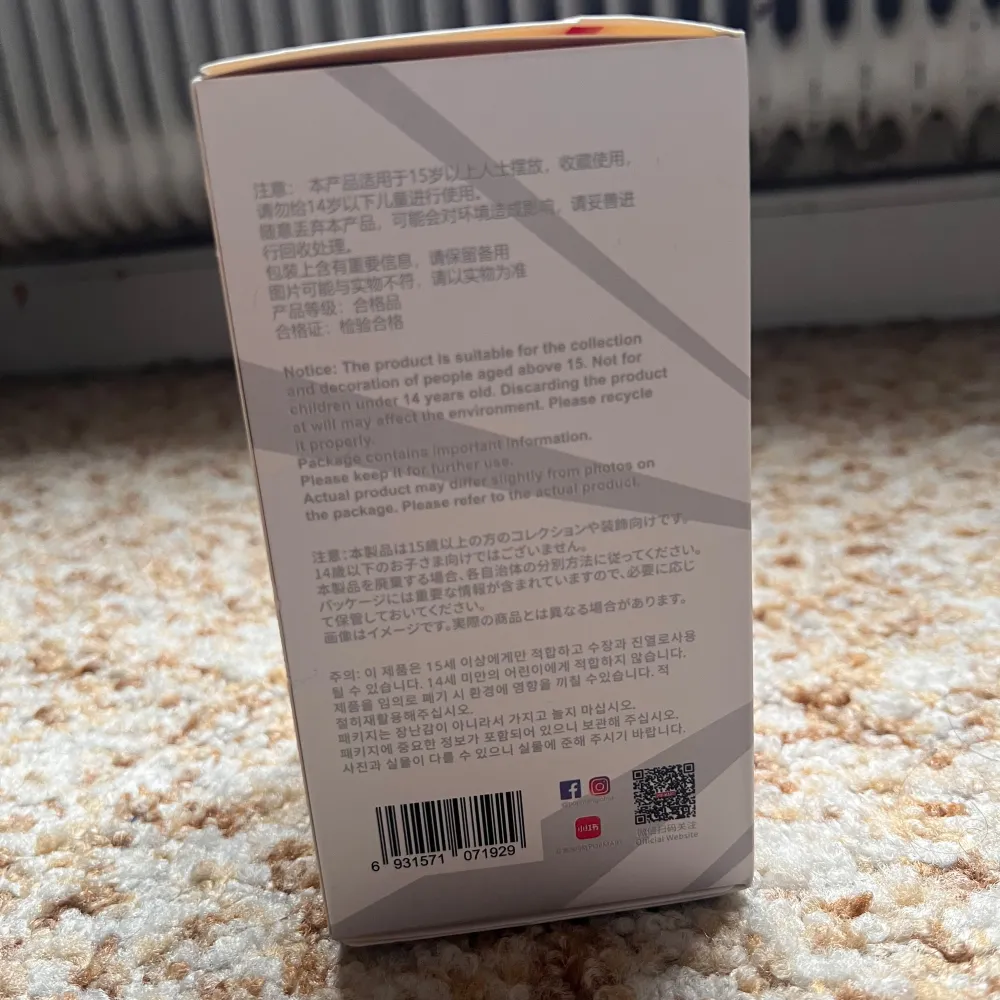 注意： 本产品适用于15岁以上人士摆放，收藏使用，
请勿给14岁以下儿童进行使用。
随意丢弃本产品，可能会对环境造成影响，请妥善进
行回收处理。
包装上含有重要信息，请保留备用
图片可能与实物不符，请以实物为准
产品等级：合格品
合格证：检验合格
Notice: The product is suitable for the collection
and decoration of people aged above 15. Not for
children under 14 years old. Discarding the product
at will may affect the environment. Please recycle
it properly.
Package contains important information.
Please keep it for further use.
Actual product may differ slightly from photos on
the package. Please refer to the actual product.
注意:本製品は15歳以上の方のコレクションや装飾向けです。
14歳以下のお子さま向けではございません。
本製品を廃棄する場合、各自治体の分別方法に従ってください。
パッケージには重要な情報が含まれていますので、必要に応じ
て保管しておいてください。
画像はイメージです。実際の商品とは異なる場合があります。
주의: 이 제품은 15세 이상에게만 적합하고 수장과 진열로사용
될 수 있습니다. 14세 미만의 어린이에게 적합하지 않습니다.
제품을 임의로 폐기 시 환경에 영향을 끼칠 수있습니다. 적
절히재활용해주십시오.
패키지는 장난감이 아니라서 가지고 놀지 마십시오.
패키지에 중요한 정보가 포함되어 있으니 보관해 주십시오.
사진과 실물이 다를 수 있으니 실물에 준해 주시기 바랍니다.
小红书
微信扫码关注
Official Website
6 931571 071929